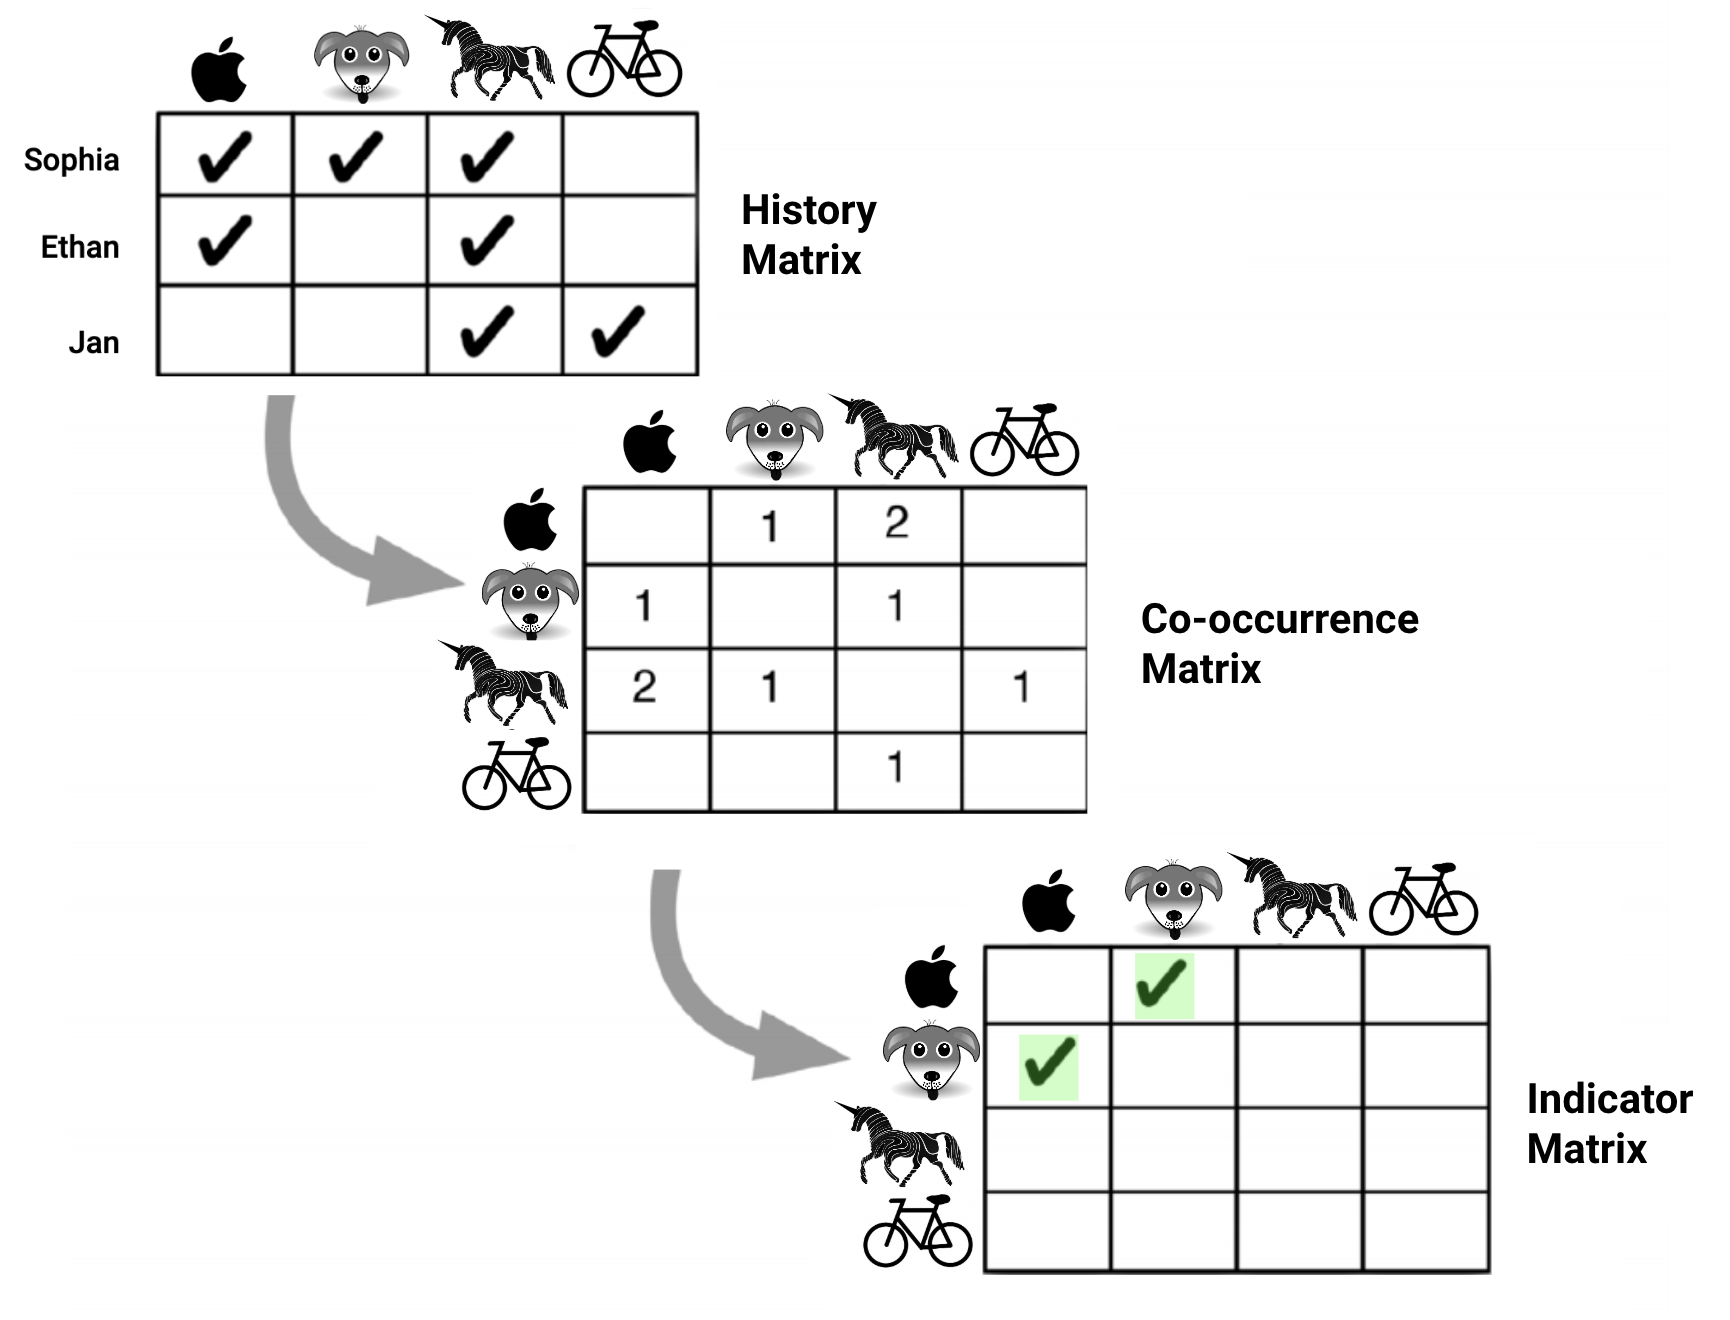 Sophia
Ethan
Jan
History
Matrix
1 2
1 1
2 1 1
1
Co-occurrence
Matrix
Indicator
Matrix